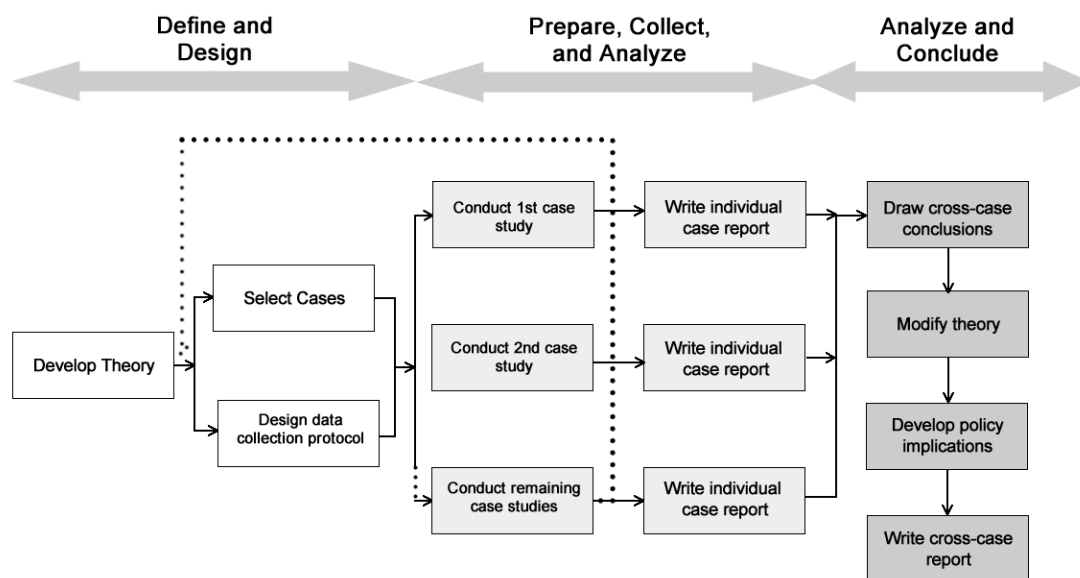 Define and
Design
Prepare, Collect,
and Analyze
Analyze and
Conclude
Develop Theory
Select Cases
Design data
collection protocol
Conduct 1st case
study
Conduct 2nd case
study
Conduct remaining
case studies
Write individual
case report
Write individual
case report
Write individual
case report
Draw cross-case
conclusions
Modify theory
Develop policy
implications
Write cross-case
report